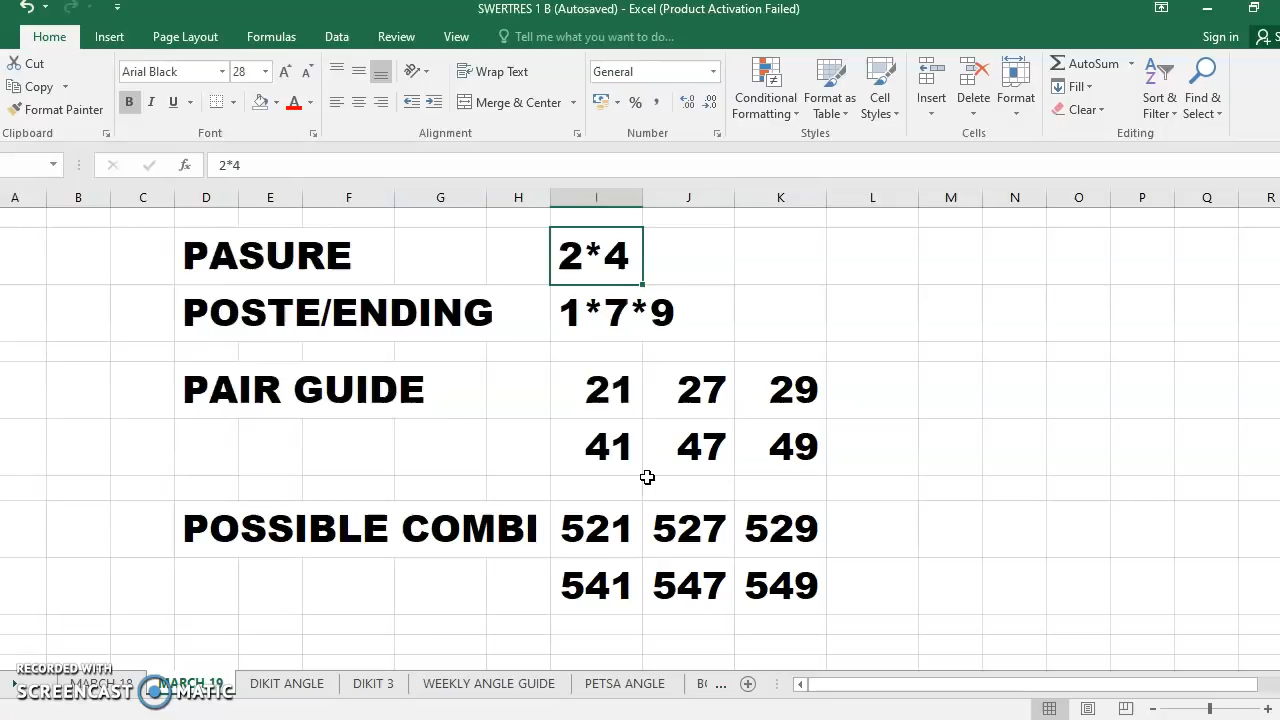 SWERTRES 1 B (Autosaved) - Excel (Product Activation Failed)
Home Insert Page Layout Formulas Data Review View Tell me what you want to do... Sign in
Cut Arial Black 28 Wrap Text General AutoSum
Copy Fill
Format Painter B I U A Merge & Center % Conditional Formatting Format as Table Cell Styles Insert Delete Format Clear Sort & Filter Find & Select
Clipboard Font Alignment Number Styles Cells Editing
fx 2*4
A B C D E F G H I J K L M N O P Q R
PASURE 2*4
POSTE/ENDING 1*7*9
PAIR GUIDE 21 27 29
41 47 49
POSSIBLE COMBI 521 527 529
541 547 549
RECORDED WITH
SCREENCAST MATIC
MARCH 18 MARCH 19 DIKIT ANGLE DIKIT 3 WEEKLY ANGLE GUIDE PETSA ANGLE ...